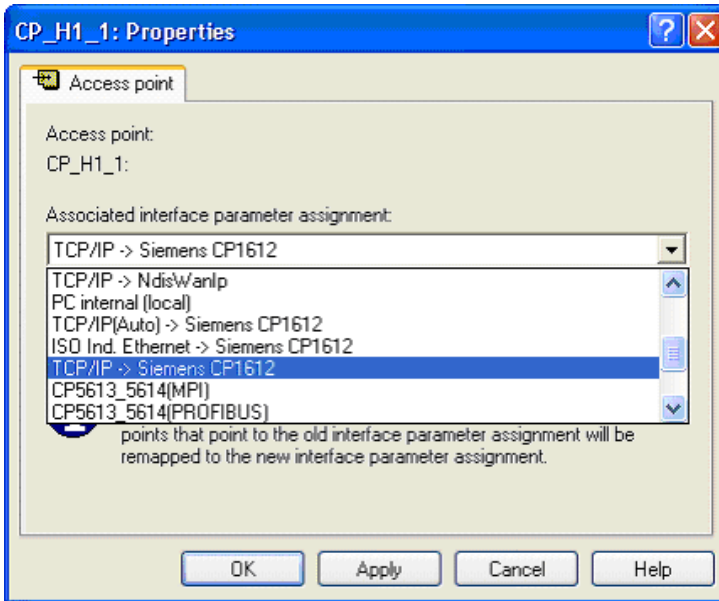 CP_H1_1: Properties
Access point
Access point:
CP_H1_1:
Associated interface parameter assignment:
TCP/IP -> Siemens CP1612
TCP/IP -> NdisWanIp
PC internal (local)
TCP/IP(Auto) -> Siemens CP1612
ISO Ind. Ethernet -> Siemens CP1612
TCP/IP -> Siemens CP1612
CP5613_5614(MPI)
CP5613_5614(PROFIBUS)
points that point to the old interface parameter assignment will be
remapped to the new interface parameter assignment.
OK Apply Cancel Help